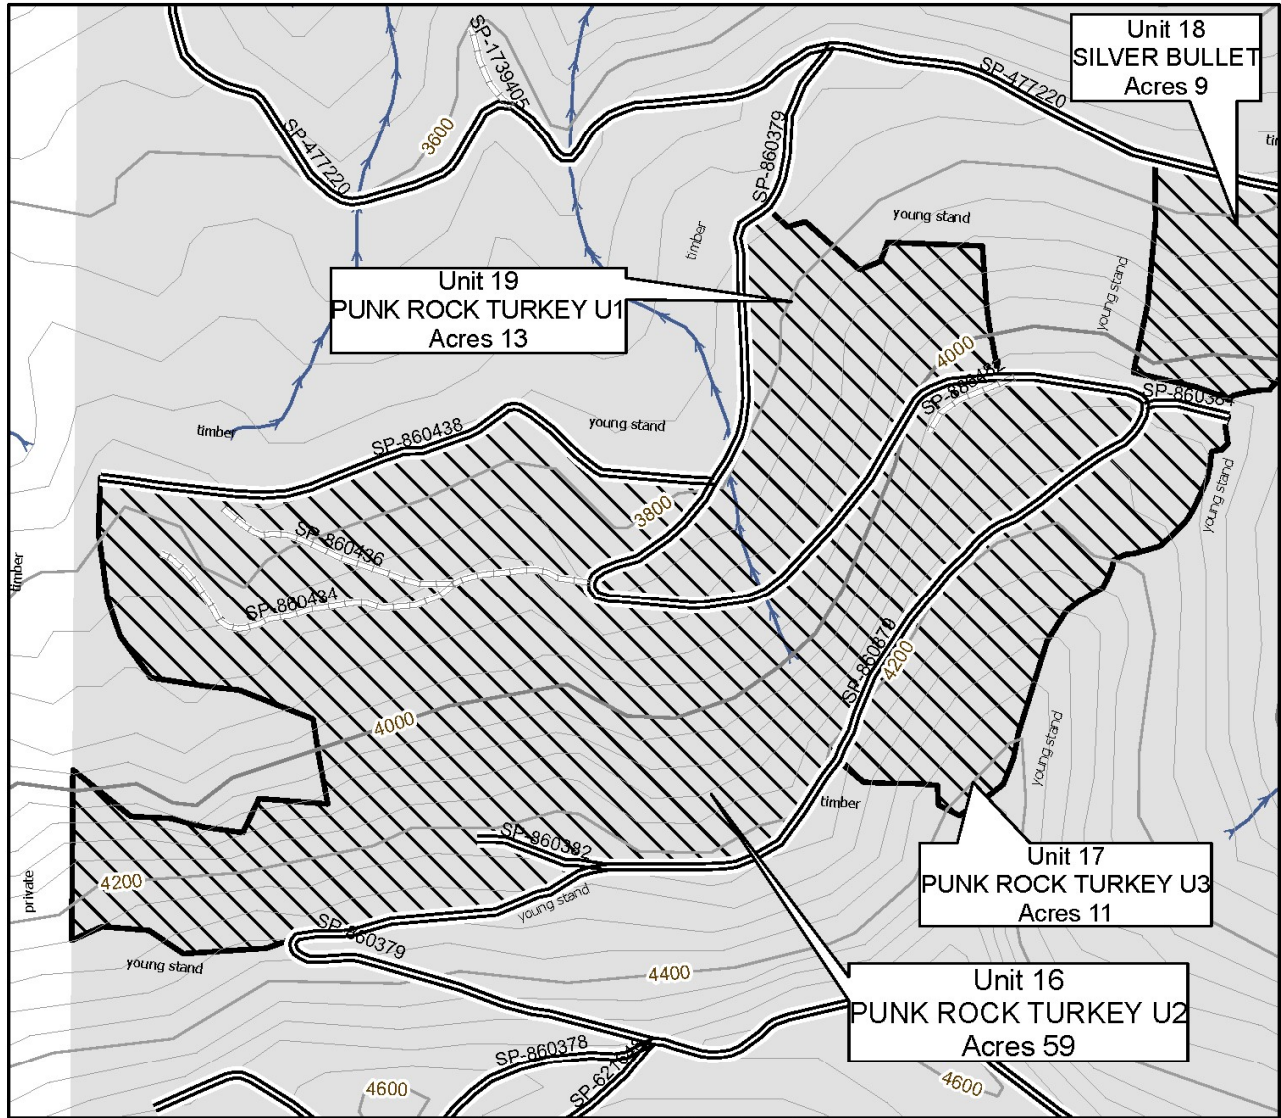 Unit 18
SILVER BULLET
Acres 9
SP-1739405
SP-477220
SP-477220
3600
SP-860379
timber
young stand
young stand
Unit 19
PUNK ROCK TURKEY U1
Acres 13
4000
SP-860384
timber
SP-860438
young stand
3800
young stand
timber
SP-860436
SP-860434
SP-860879
4200
4000
young stand
timber
SP-860382
Unit 17
PUNK ROCK TURKEY U3
Acres 11
private
4200
young stand
SP-860379
young stand
4400
Unit 16
PUNK ROCK TURKEY U2
Acres 59
SP-860378
4600
4600